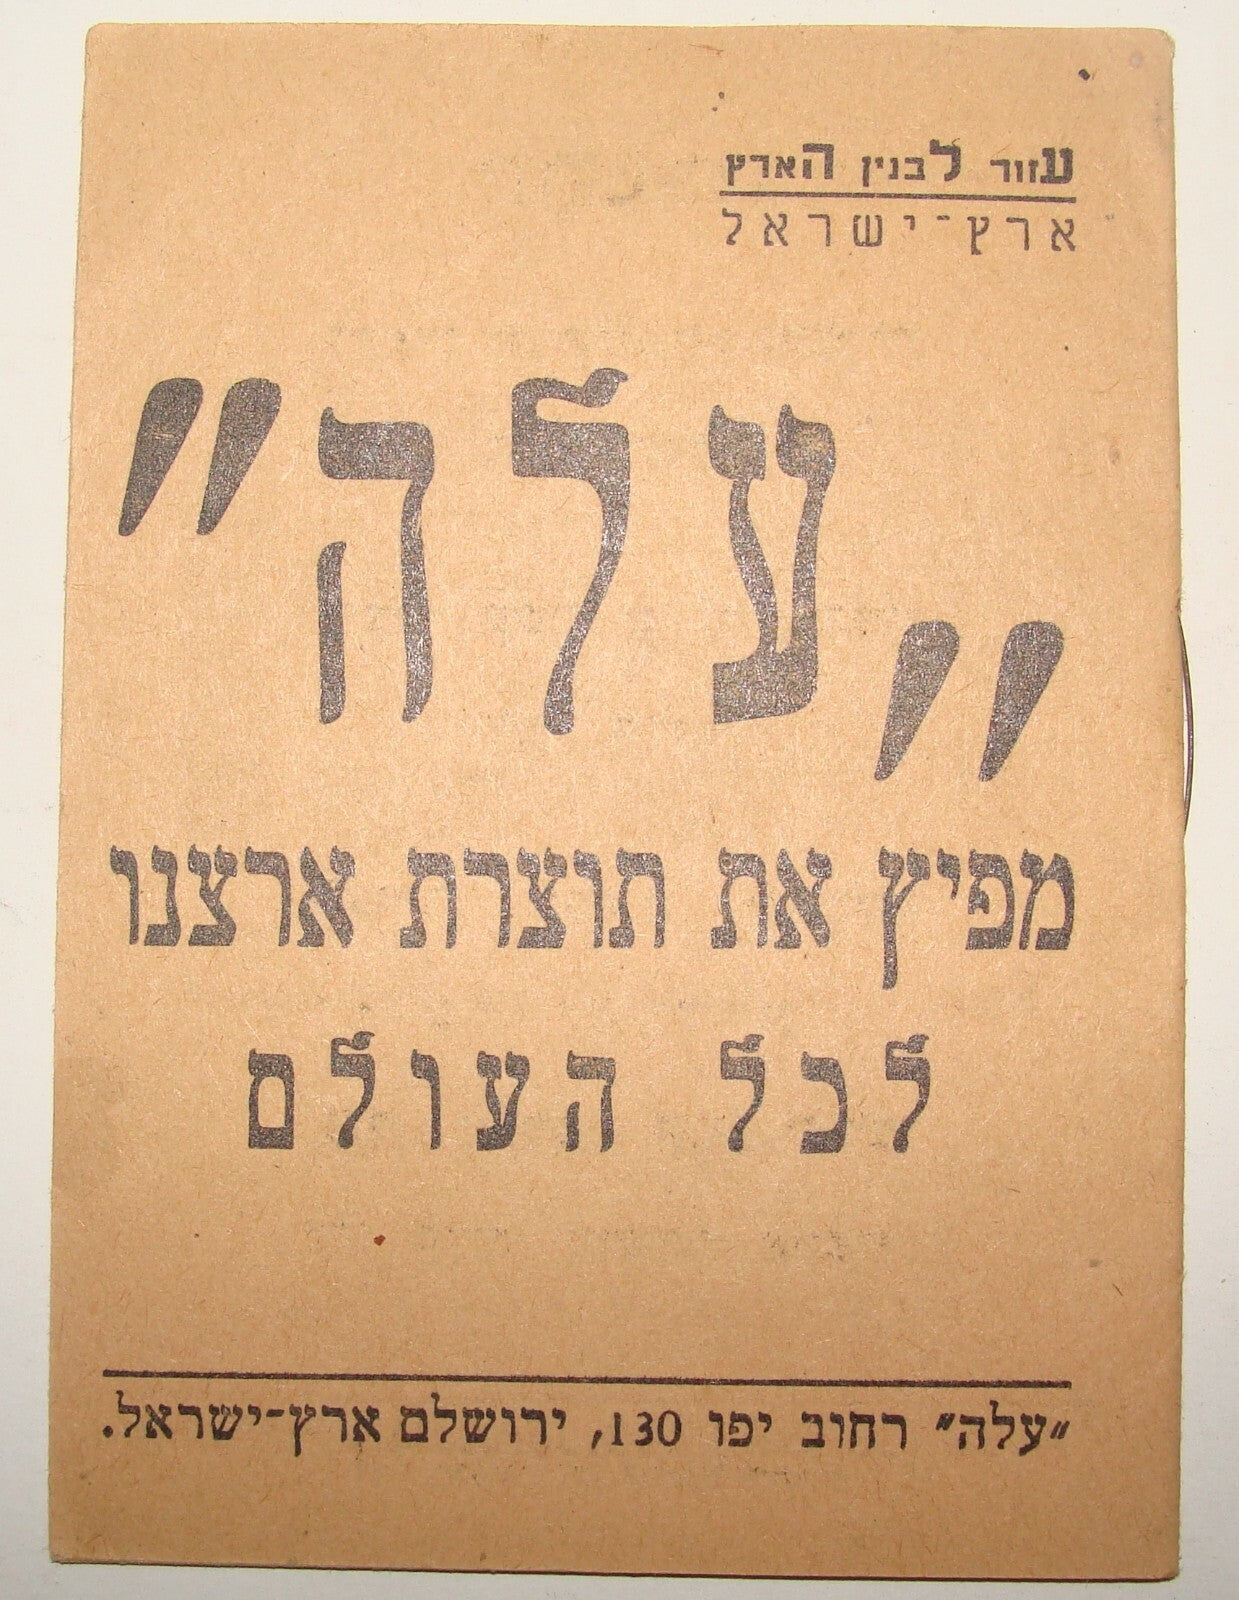 עזור לבנין הארץ
ארץ־ישראל
„עלה"
מפיץ את תוצרת ארצנו
לכל העולם
"עלה" רחוב יפו 130, ירושלם ארץ־ישראל.